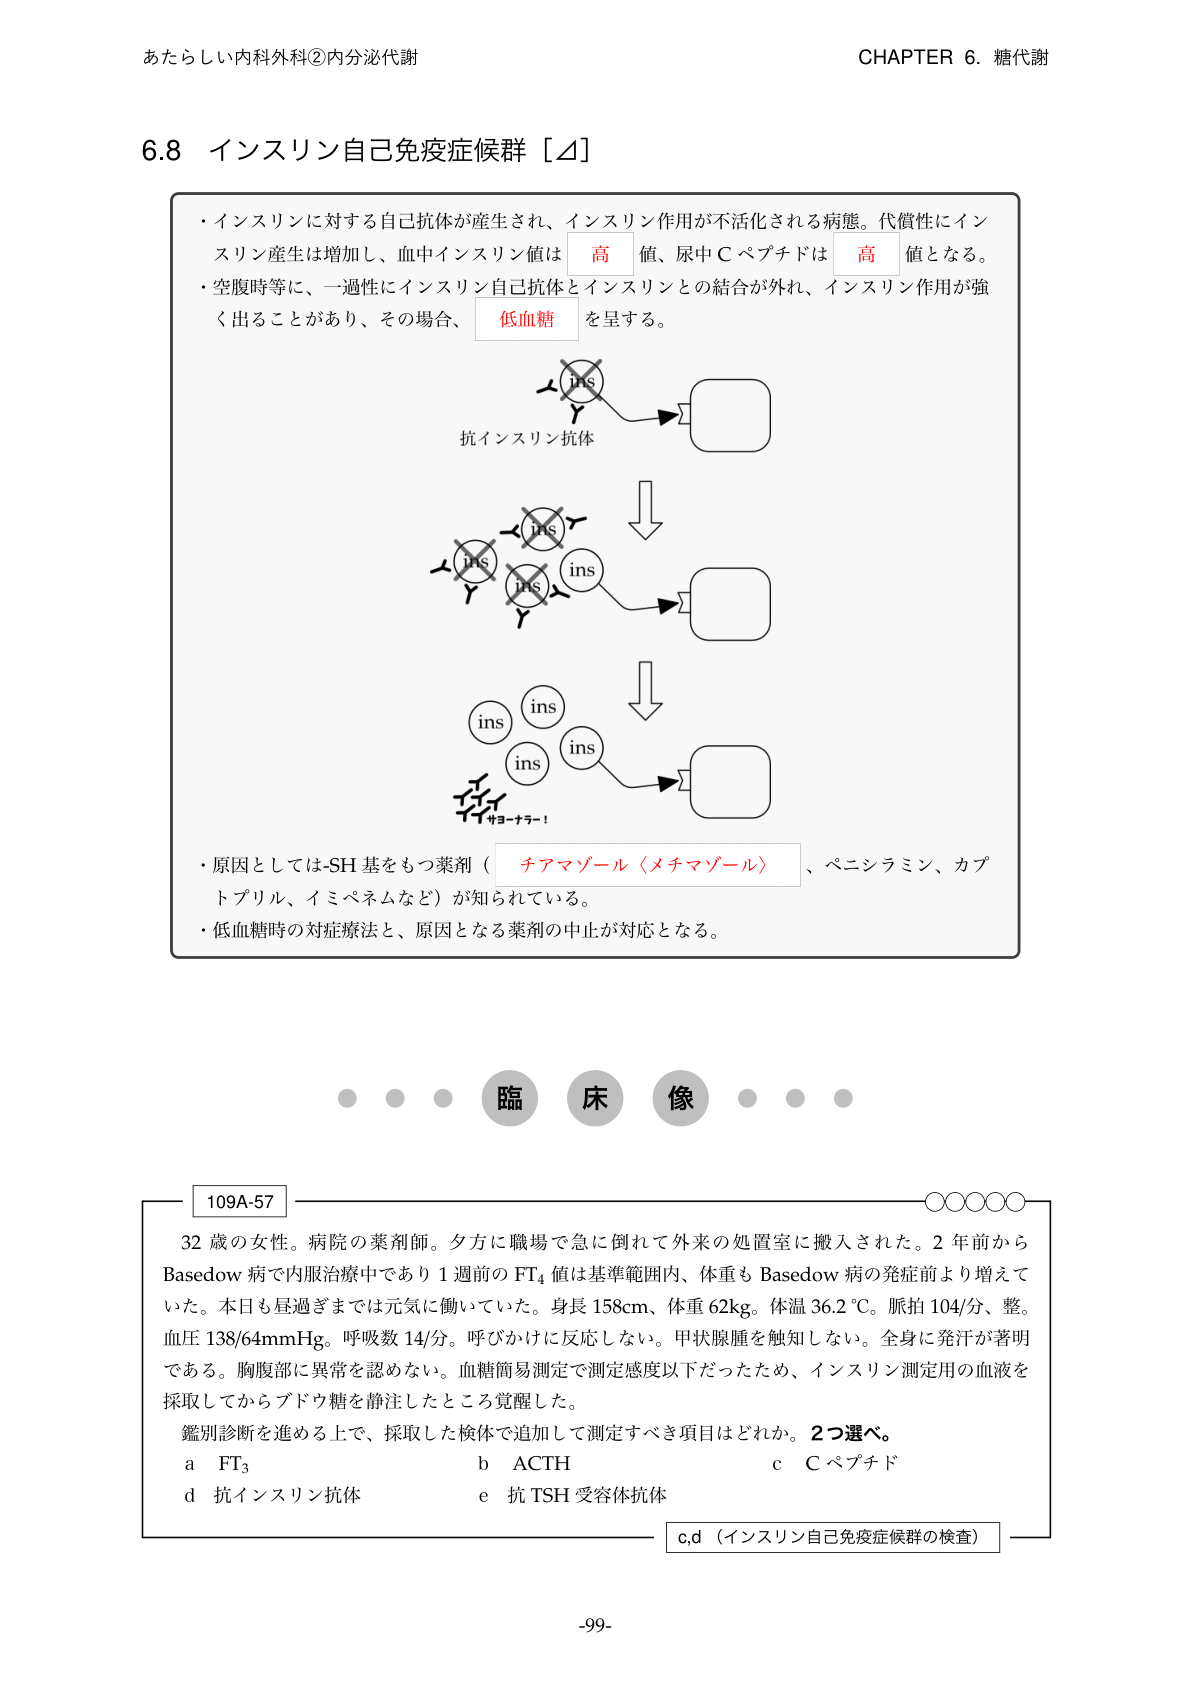 あたらしい内科外科②内分泌代謝
CHAPTER 6. 糖代謝
6.8 インスリン自己免疫症候群［⊿］
・インスリンに対する自己抗体が産生され、インスリン作用が不活化される病態。代償性にイン
スリン産生は増加し、血中インスリン値は 高 値、尿中 C ペプチドは 高 値となる。
・空腹時等に、一過性にインスリン自己抗体とインスリンとの結合が外れ、インスリン作用が強
く出ることがあり、その場合、 低血糖 を呈する。
ins
抗インスリン抗体
ins
ins
ins
ins
ins
ins
ins
ins
サヨーナラー！
・原因としては-SH 基をもつ薬剤（ チアマゾール〈メチマゾール〉 、ペニシラミン、カプ
トプリル、イミペネムなど）が知られている。
・低血糖時の対症療法と、原因となる薬剤の中止が対応となる。
臨 床 像
109A-57
32 歳の女性。病院の薬剤師。夕方に職場で急に倒れて外来の処置室に搬入された。2 年前から
Basedow 病で内服治療中であり 1 週前の FT₄ 値は基準範囲内、体重も Basedow 病の発症前より増えて
いた。本日も昼過ぎまでは元気に働いていた。身長 158cm、体重 62kg。体温 36.2 ℃。脈拍 104/分、整。
血圧 138/64mmHg。呼吸数 14/分。呼びかけに反応しない。甲状腺腫を触知しない。全身に発汗が著明
である。胸腹部に異常を認めない。血糖簡易測定で測定感度以下だったため、インスリン測定用の血液を
採取してからブドウ糖を静注したところ覚醒した。
鑑別診断を進める上で、採取した検体で追加して測定すべき項目はどれか。2つ選べ。
a FT₃ b ACTH c C ペプチド
d 抗インスリン抗体 e 抗 TSH 受容体抗体
c,d （インスリン自己免疫症候群の検査）
-99-